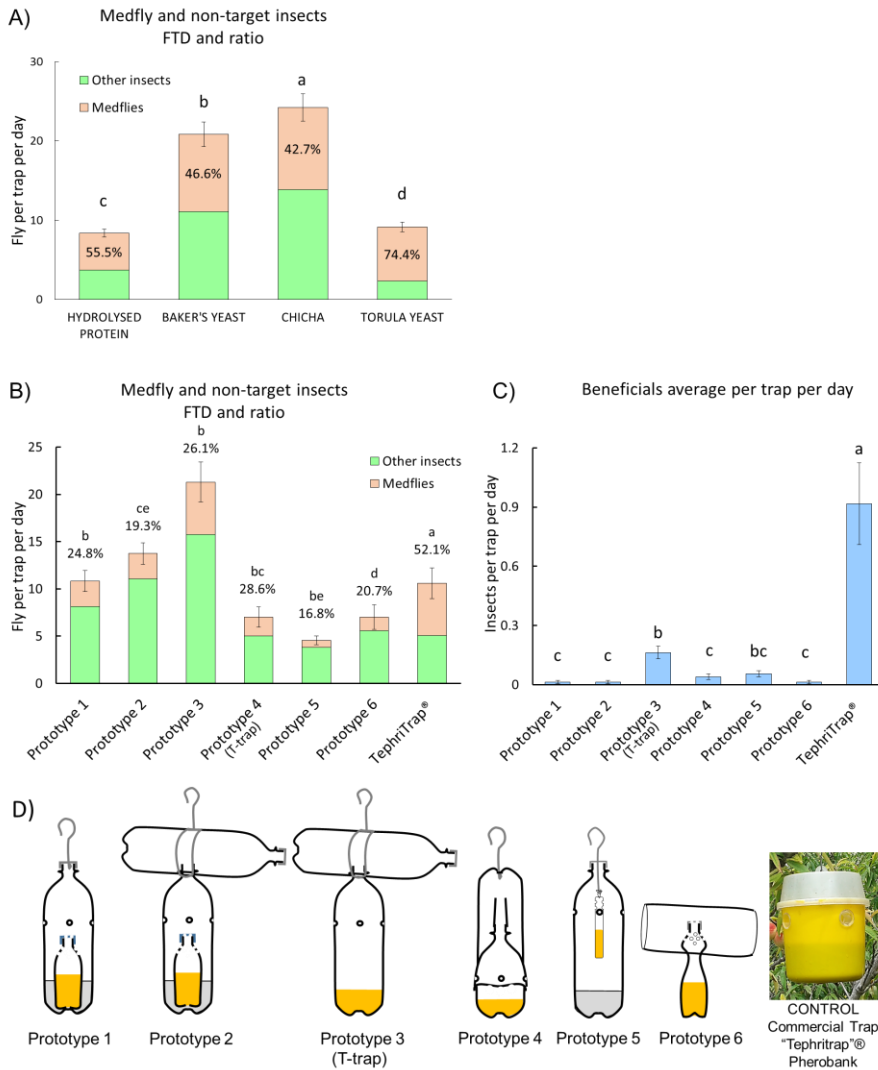 A)
Medfly and non-target insects
FTD and ratio
Fly per trap per day
30
20
10
0
Other insects
Medflies
c
55.5%
b
46.6%
a
42.7%
d
74.4%
HYDROLYSED
PROTEIN
BAKER'S YEAST
CHICHA
TORULA YEAST
B)
Medfly and non-target insects
FTD and ratio
Fly per trap per day
25
20
15
10
5
0
Other insects
Medflies
b
24.8%
ce
19.3%
b
26.1%
bc
28.6%
be
16.8%
d
20.7%
a
52.1%
Prototype 1
Prototype 2
Prototype 3
Prototype 4
(T-trap)
Prototype 5
Prototype 6
TephriTrap®
C)
Beneficials average per trap per day
Insects per trap per day
1.2
0.9
0.6
0.3
0
c
c
b
c
bc
c
a
Prototype 1
Prototype 2
Prototype 3
(T-trap)
Prototype 4
Prototype 5
Prototype 6
TephriTrap®
D)
Prototype 1
Prototype 2
Prototype 3
(T-trap)
Prototype 4
Prototype 5
Prototype 6
CONTROL
Commercial Trap
"Tephritrap"®
Pherobank